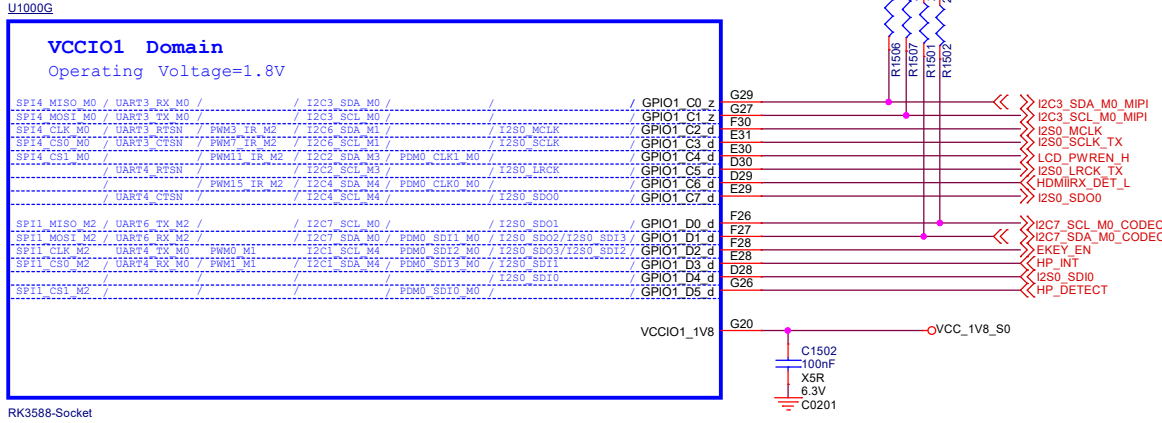 U1000G
VCCIO1 Domain
Operating Voltage=1.8V
R1506
R1507
R1501
R1502
SPI4_MISO_M0 / UART3_RX_M0 / / I2C3_SDA_M0 / / / GPIO1_C0_z G29 I2C3_SDA_M0_MIPI
SPI4_MOSI_M0 / UART3_TX_M0 / / I2C3_SCL_M0 / / / GPIO1_C1_z G27 I2C3_SCL_M0_MIPI
SPI4_CLK_M0 / UART3_RTSN / PWM3_IR_M2 / I2C6_SDA_M1 / / I2S0_MCLK / GPIO1_C2_d F30 I2S0_MCLK
SPI4_CS0_M0 / UART3_CTSN / PWM7_IR_M2 / I2C6_SCL_M1 / / I2S0_SCLK / GPIO1_C3_d E31 I2S0_SCLK_TX
SPI4_CS1_M0 / / PWM11_IR_M2 / I2C2_SDA_M3 / PDM0_CLK1_M0 / / GPIO1_C4_d E30 LCD_PWREN_H
/ UART4_RTSN / / I2C2_SCL_M3 / / I2S0_LRCK / GPIO1_C5_d D30 I2S0_LRCK_TX
/ / PWM15_IR_M2 / I2C4_SDA_M4 / PDM0_CLK0_M0 / / GPIO1_C6_d D29 HDMIIRX_DET_L
/ UART4_CTSN / / I2C4_SCL_M4 / / I2S0_SDO0 / GPIO1_C7_d E29 I2S0_SDO0
SPI1_MISO_M2 / UART6_TX_M2 / / I2C7_SCL_M0 / / I2S0_SDO1 / GPIO1_D0_d F26 I2C7_SCL_M0_CODEC
SPI1_MOSI_M2 / UART6_RX_M2 / / I2C7_SDA_M0 / PDM0_SDI1_M0 / I2S0_SDO2/I2S0_SDI3 / GPIO1_D1_d F27 I2C7_SDA_M0_CODEC
SPI1_CLK_M2 / UART4_TX_M0 / PWM0_M1 / I2C1_SCL_M4 / PDM0_SDI2_M0 / I2S0_SDO3/I2S0_SDI2 / GPIO1_D2_d F28 EKEY_EN
SPI1_CS0_M2 / UART4_RX_M0 / PWM1_M1 / I2C1_SDA_M4 / PDM0_SDI3_M0 / I2S0_SDI1 / GPIO1_D3_d E28 HP_INT
/ / / / / I2S0_SDI0 / GPIO1_D4_d D28 I2S0_SDI0
SPI1_CS1_M2 / / / / PDM0_SDI0_M0 / / GPIO1_D5_d G26 HP_DETECT
VCCIO1_1V8 G20 VCC_1V8_S0
C1502
100nF
X5R
6.3V
C0201
RK3588-Socket